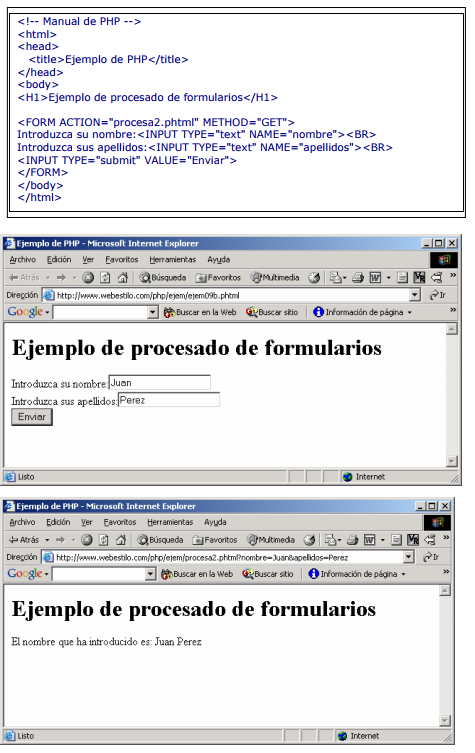 <!-- Manual de PHP -->
<html>
<head>
<title>Ejemplo de PHP</title>
</head>
<body>
<H1>Ejemplo de procesado de formularios</H1>
<FORM ACTION="procesa2.phtml" METHOD="GET">
Introduzca su nombre:<INPUT TYPE="text" NAME="nombre"><BR>
Introduzca sus apellidos:<INPUT TYPE="text" NAME="apellidos"><BR>
<INPUT TYPE="submit" VALUE="Enviar">
</FORM>
</body>
</html>
Ejemplo de PHP - Microsoft Internet Explorer
Archivo Edición Ver Favoritos Herramientas Ayuda
Atrás Búsqueda Favoritos Multimedia W »
Dirección http://www.webestilo.com/php/ejem/ejem09b.phtml Ir
Google Buscar en la Web Buscar sitio Información de página »
Ejemplo de procesado de formularios
Introduzca su nombre: Juan
Introduzca sus apellidos: Perez
Enviar
Listo Internet
Ejemplo de PHP - Microsoft Internet Explorer
Archivo Edición Ver Favoritos Herramientas Ayuda
Atrás Búsqueda Favoritos Multimedia W »
Dirección http://www.webestilo.com/php/ejem/procesa2.phtml?nombre=Juan&apellidos=Perez Ir
Google Buscar en la Web Buscar sitio Información de página »
Ejemplo de procesado de formularios
El nombre que ha introducido es: Juan Perez
Listo Internet